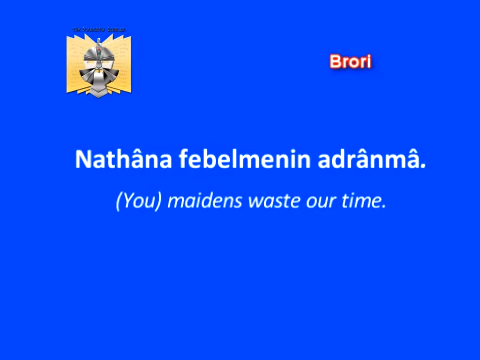 Brori
Nathâna febelmenin adrânmâ.
(You) maidens waste our time.